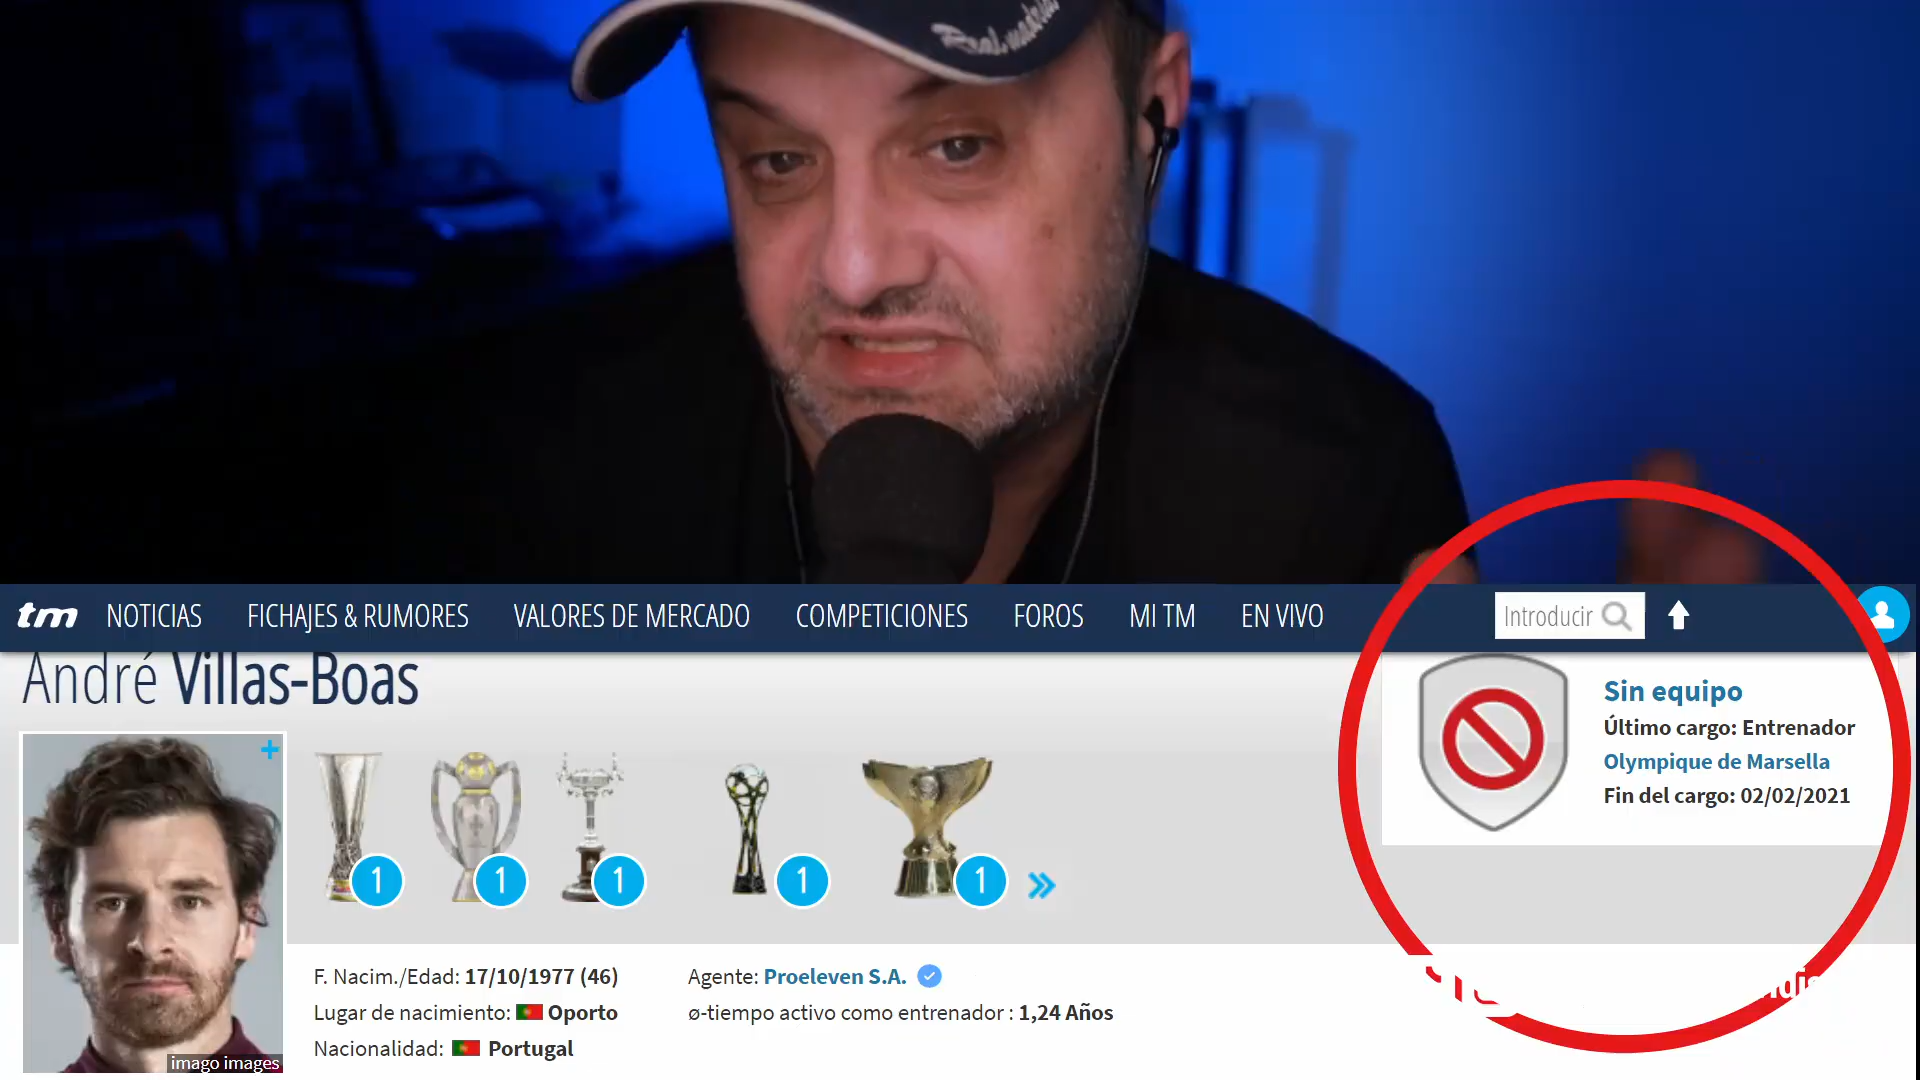 Real Madrid
tm NOTICIAS FICHAJES & RUMORES VALORES DE MERCADO COMPETICIONES FOROS MI TM EN VIVO Introducir
André Villas-Boas
Sin equipo
Último cargo: Entrenador
Olympique de Marsella
Fin del cargo: 02/02/2021
1 1 1 1 1
F. Nacim./Edad: 17/10/1977 (46)
Lugar de nacimiento: Oporto
Nacionalidad: Portugal
Agente: Proeleven S.A.
ø-tiempo activo como entrenador : 1,24 Años
imago images